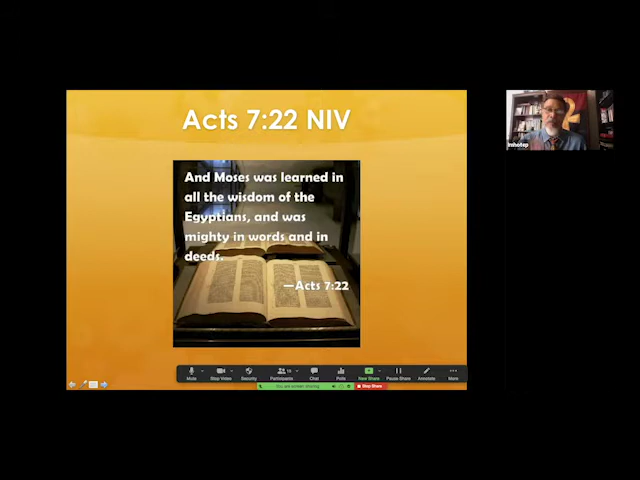 Acts 7:22 NIV
And Moses was learned in
all the wisdom of the
Egyptians, and was
mighty in words and in
deeds.
—Acts 7:22
Imhotep
Mute
Stop Video
Security
Participants
Chat
Polls
New Share
Pause Share
Annotate
More
You are screen sharing
Stop Share